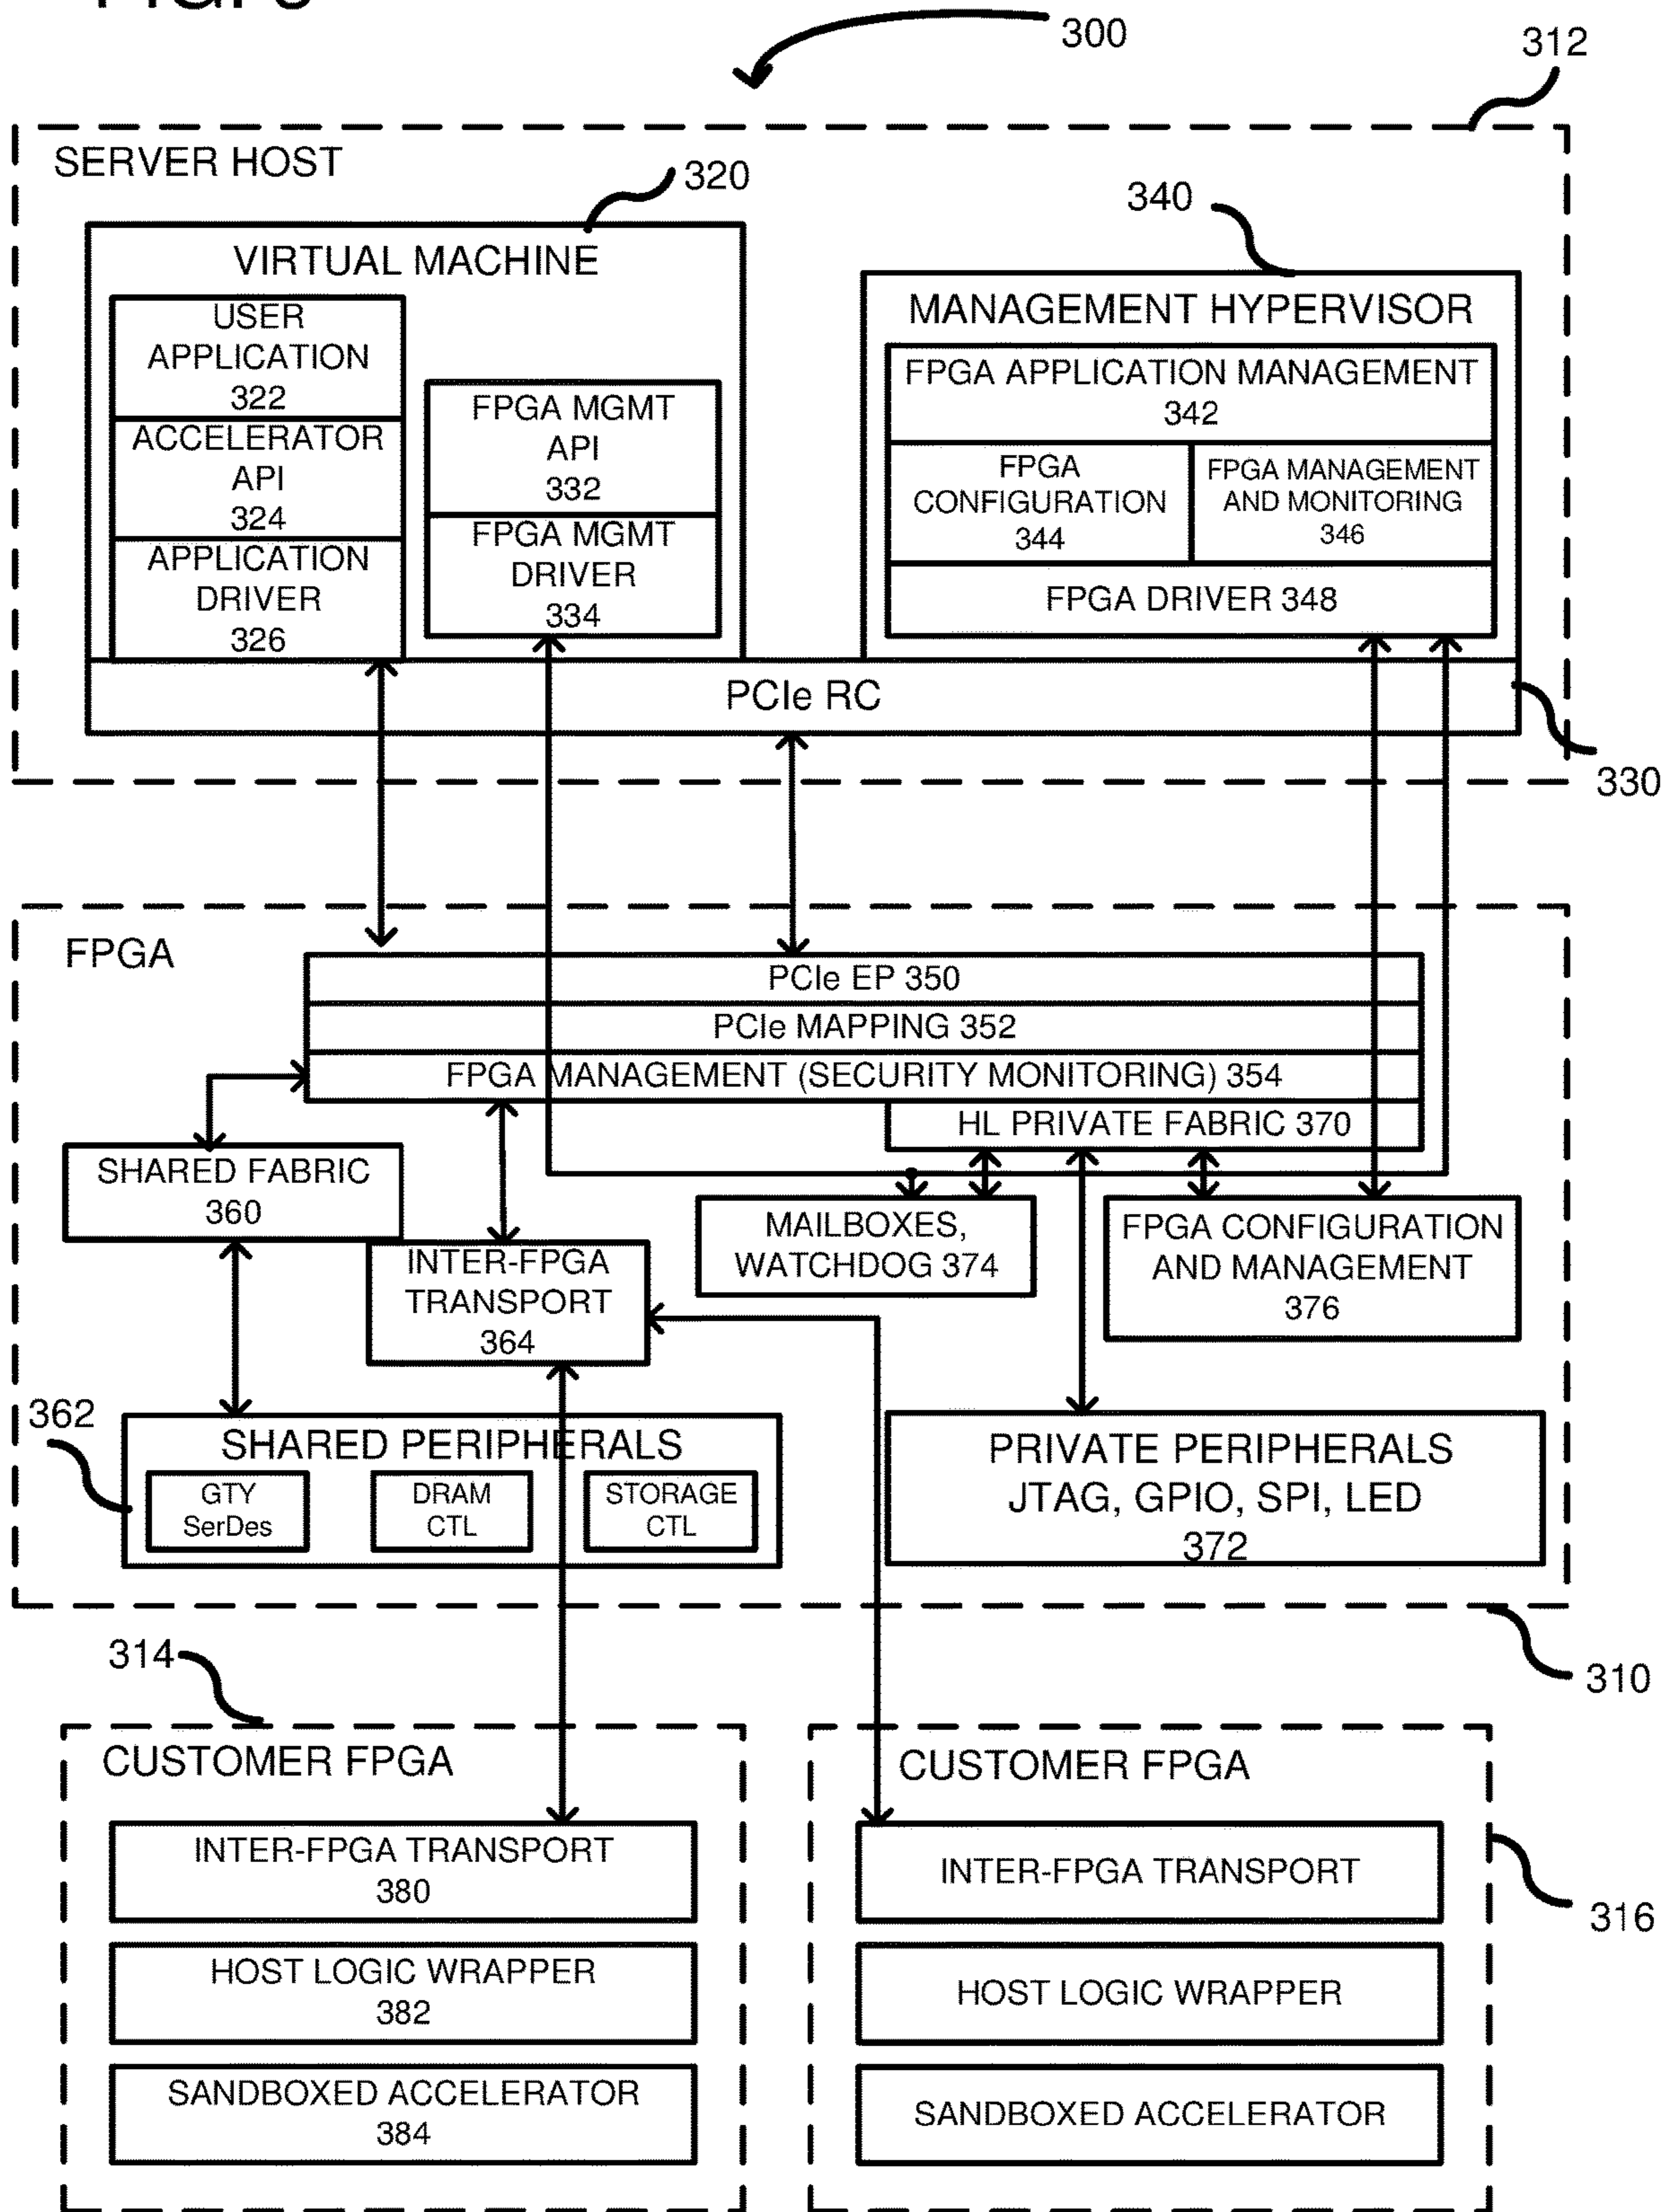 300
312
SERVER HOST
320
340
VIRTUAL MACHINE
USER
APPLICATION
322
ACCELERATOR
API
324
APPLICATION
DRIVER
326
FPGA MGMT
API
332
FPGA MGMT
DRIVER
334
MANAGEMENT HYPERVISOR
FPGA APPLICATION MANAGEMENT
342
FPGA
CONFIGURATION
344
FPGA MANAGEMENT
AND MONITORING
346
FPGA DRIVER 348
PCIe RC
330
FPGA
PCIe EP 350
PCIe MAPPING 352
FPGA MANAGEMENT (SECURITY MONITORING) 354
HL PRIVATE FABRIC 370
SHARED FABRIC
360
INTER-FPGA
TRANSPORT
364
MAILBOXES,
WATCHDOG 374
FPGA CONFIGURATION
AND MANAGEMENT
376
362
SHARED PERIPHERALS
GTY
SerDes
DRAM
CTL
STORAGE
CTL
PRIVATE PERIPHERALS
JTAG, GPIO, SPI, LED
372
310
314
CUSTOMER FPGA
INTER-FPGA TRANSPORT
380
HOST LOGIC WRAPPER
382
SANDBOXED ACCELERATOR
384
CUSTOMER FPGA
INTER-FPGA TRANSPORT
316
HOST LOGIC WRAPPER
SANDBOXED ACCELERATOR